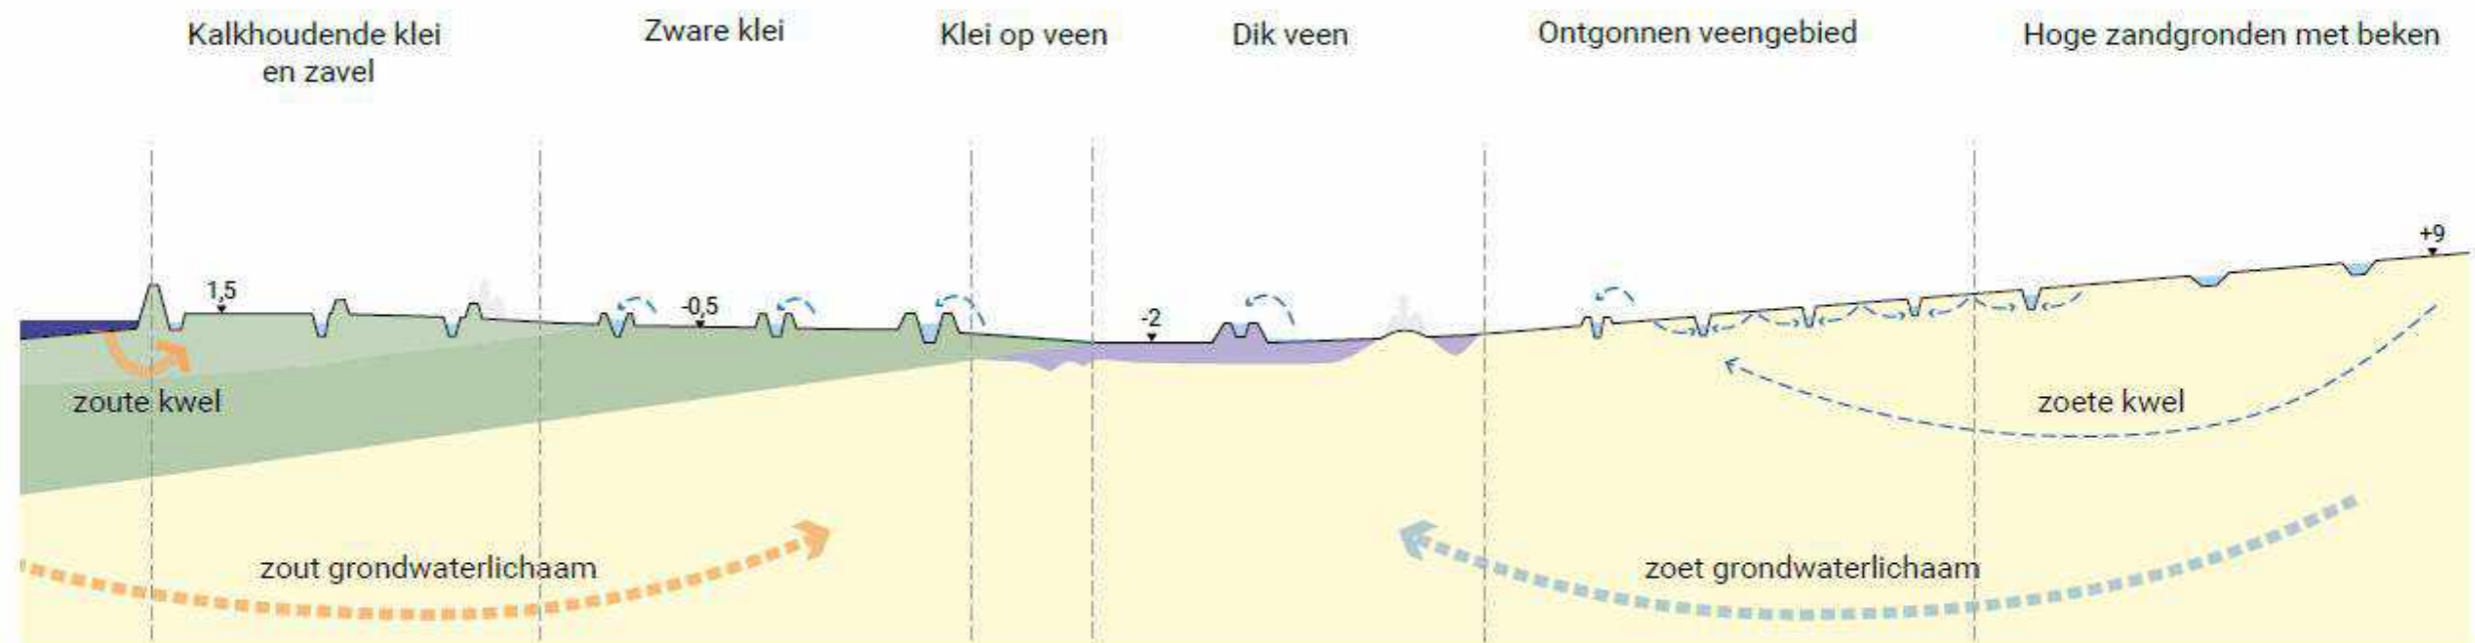 Kalkhoudende klei
en zavel
Zware klei
Klei op veen
Dik veen
Ontgonnen veengebied
Hoge zandgronden met beken
+9
1,5
-0,5
-2
zoute kwel
zoete kwel
zout grondwaterlichaam
zoet grondwaterlichaam